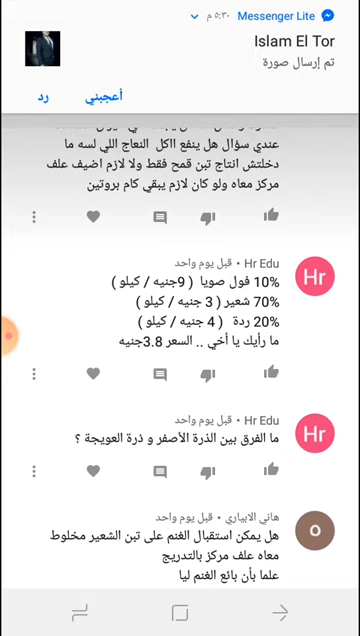 Messenger Lite • ٥:٣٠ م
Islam El Tor
تم إرسال صورة
أعجبني
رد
عندي سؤال هل ينفع ااكل النعاج اللي لسه ما
دخلتش انتاج تبن قمح فقط ولا لازم اضيف علف
مركز معاه ولو كان لازم يبقي كام بروتين
Hr Edu • قبل يوم واحد
Hr
10% فول صويا ( 9جنيه / كيلو )
70% شعير ( 3 جنيه / كيلو )
20% ردة ( 4 جنيه / كيلو )
ما رأيك يا أخي .. السعر 3.8جنيه
Hr Edu • قبل يوم واحد
Hr
ما الفرق بين الذرة الأصفر و ذرة العويجة ؟
هاني الابياري • قبل يوم واحد
o
هل يمكن استقبال الغنم على تبن الشعير مخلوط
معاه علف مركز بالتدريج
علما بأن بائع الغنم ليا